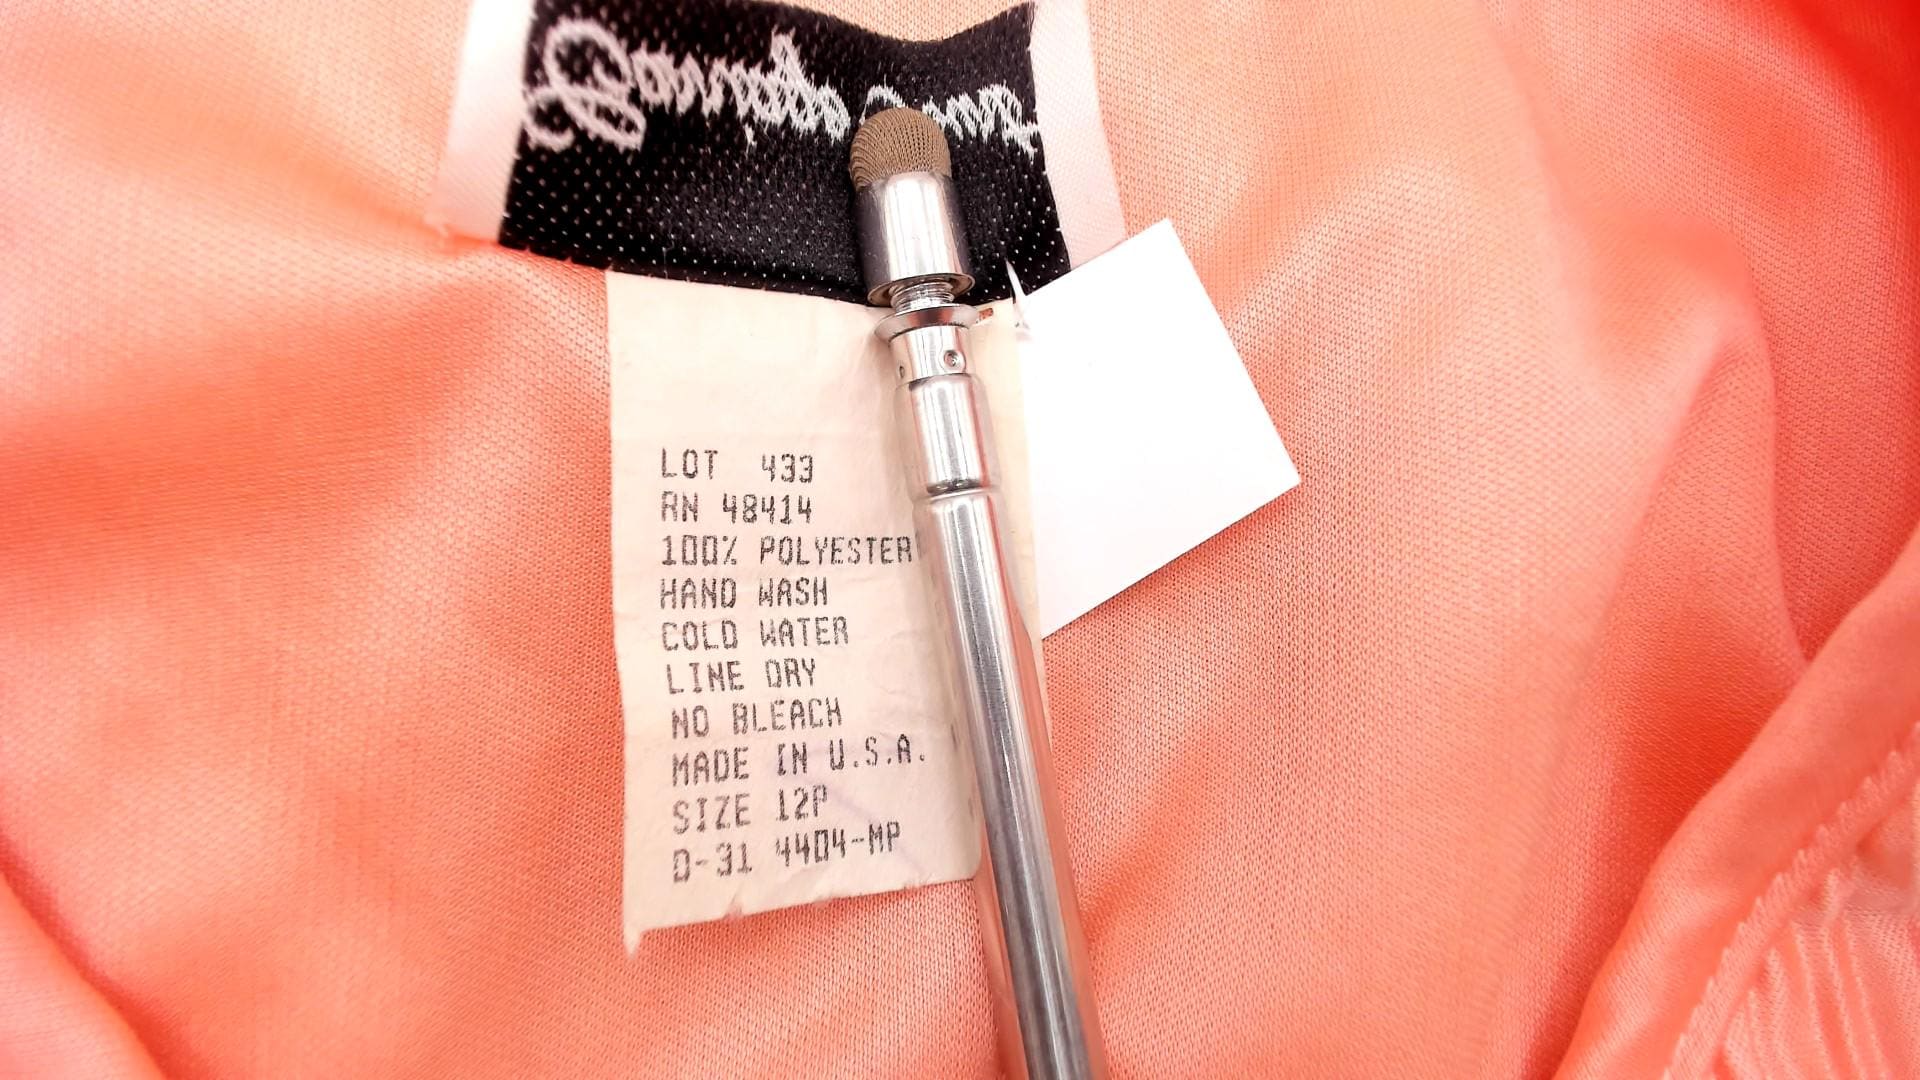 LOT 433
RN 48414
100% POLYESTER
HAND WASH
COLD WATER
LINE DRY
NO BLEACH
MADE IN U.S.A.
SIZE 12P
D-31 4404-MP